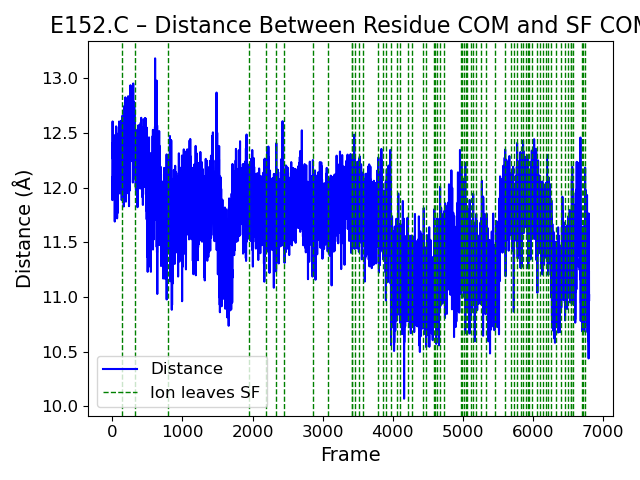 E152.C – Distance Between Residue COM and SF COM
13.0
12.5
12.0
11.5
11.0
10.5
10.0
Distance (Å)
Distance
Ion leaves SF
0 1000 2000 3000 4000 5000 6000 7000
Frame